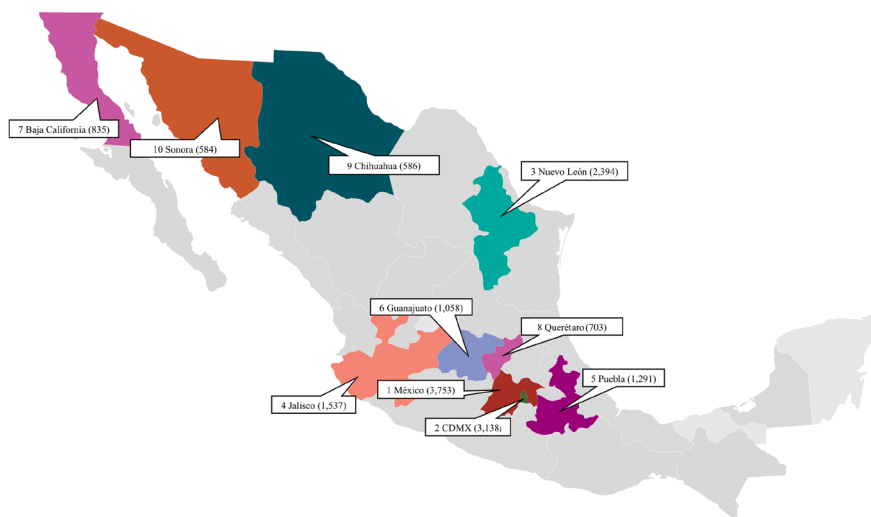 7 Baja California (835)
10 Sonora (584)
9 Chihuahua (586)
3 Nuevo León (2,394)
6 Guanajuato (1,058)
8 Querétaro (703)
5 Puebla (1,291)
1 México (3,753)
4 Jalisco (1,537)
2 CDMX (3,138)